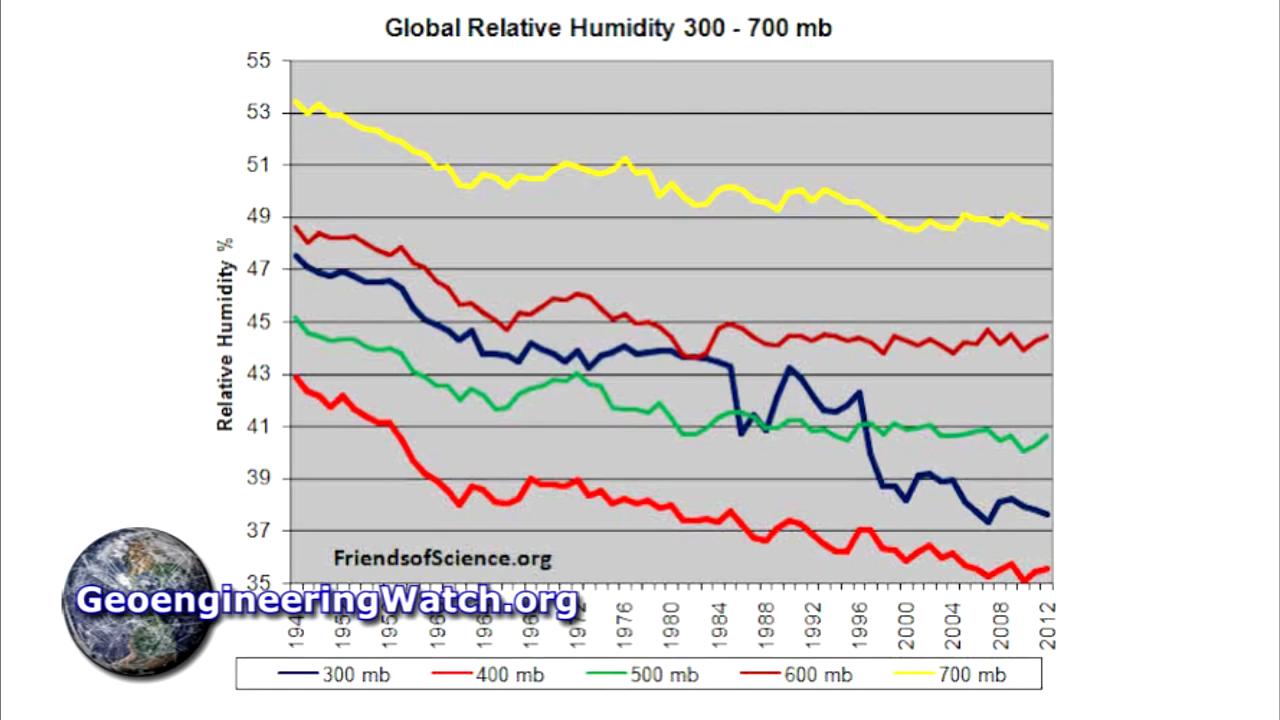 Global Relative Humidity 300 - 700 mb
55
53
51
49
47
45
43
41
39
37
35
Relative Humidity %
FriendsofScience.org
GeoengineeringWatch.org
1976 1980 1984 1988 1992 1996 2000 2004 2008 2012
300 mb 400 mb 500 mb 600 mb 700 mb